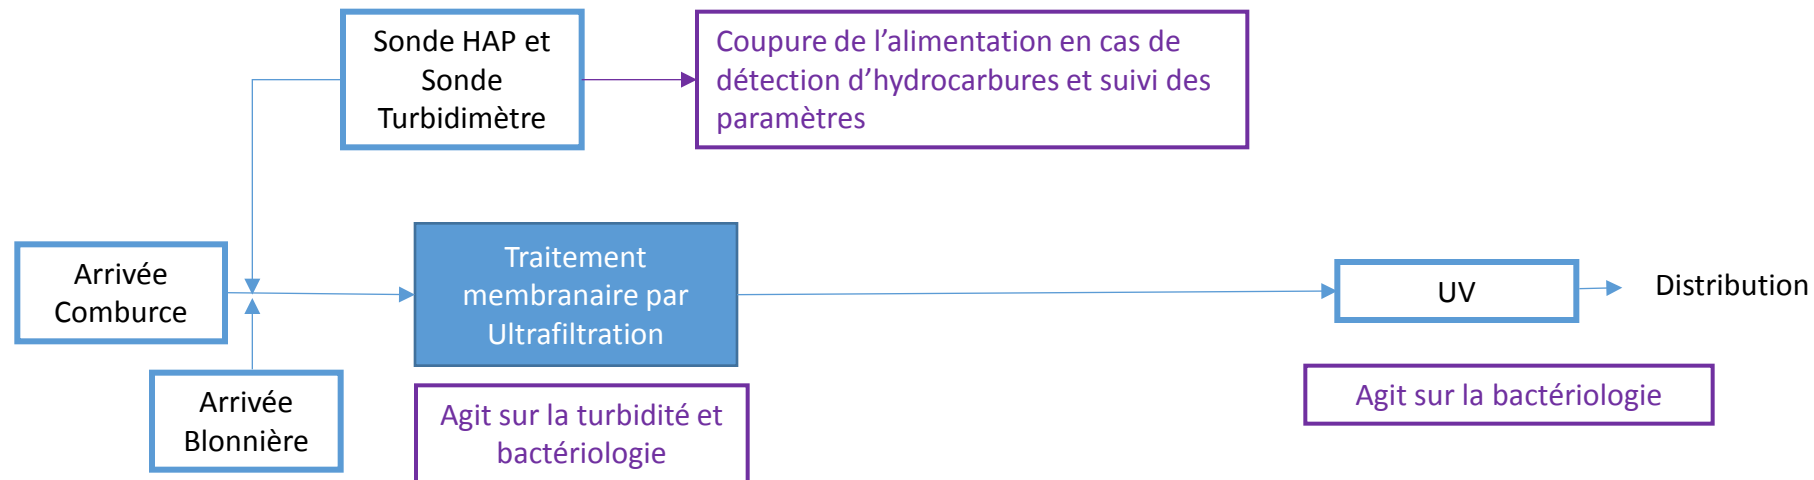 Sonde HAP et
Sonde
Turbidimètre
Coupure de l’alimentation en cas de
détection d’hydrocarbures et suivi des
paramètres
Arrivée
Comburce
Traitement
membranaire par
Ultrafiltration
UV
Distribution
Arrivée
Blonnière
Agit sur la turbidité et
bactériologie
Agit sur la bactériologie